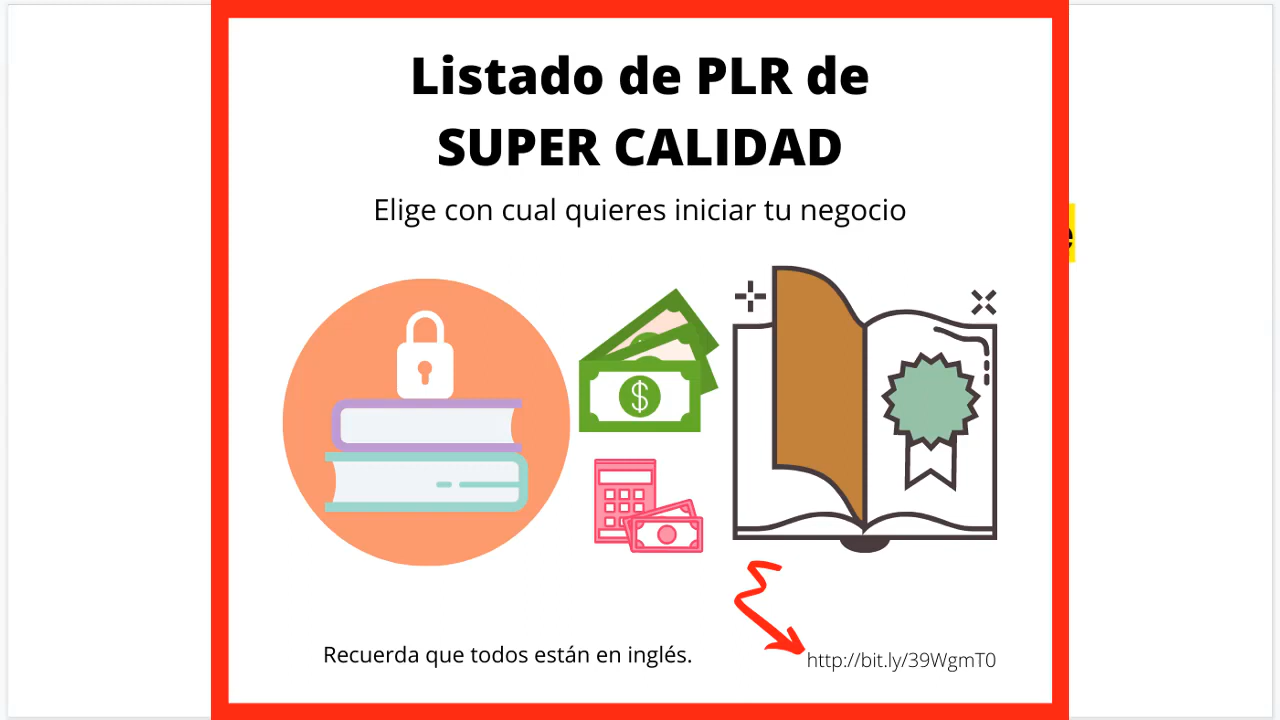 Listado de PLR de
SUPER CALIDAD
Elige con cual quieres iniciar tu negocio
$
Recuerda que todos están en inglés.
http://bit.ly/39WgmT0